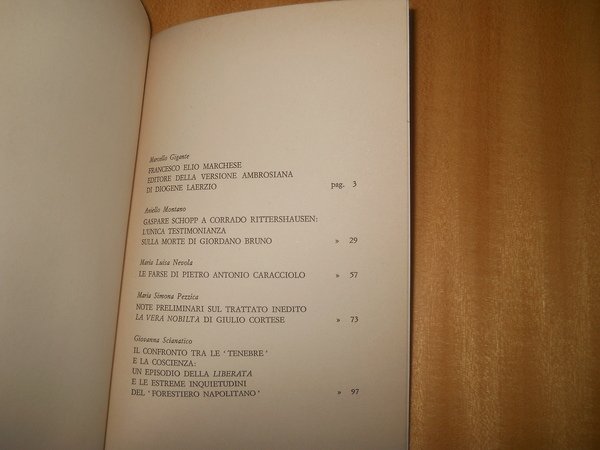 Marcello Gigante
FRANCESCO ELIO MARCHESE
EDITORE DELLA VERSIONE AMBROSIANA
DI DIOGENE LAERZIO pag. 3
Aniello Montano
GASPARE SCHOPP A CORRADO RITTERSHAUSEN:
L'UNICA TESTIMONIANZA
SULLA MORTE DI GIORDANO BRUNO » 29
Maria Luisa Nevola
LE FARSE DI PIETRO ANTONIO CARACCIOLO » 57
Maria Simona Pezzica
NOTE PRELIMINARI SUL TRATTATO INEDITO
LA VERA NOBILTÀ DI GIULIO CORTESE » 73
Giovanna Scianatico
IL CONFRONTO TRA LE 'TENEBRE'
E LA COSCIENZA:
UN EPISODIO DELLA LIBERATA
E LE ESTREME INQUIETUDINI
DEL 'FORESTIERO NAPOLITANO' » 97